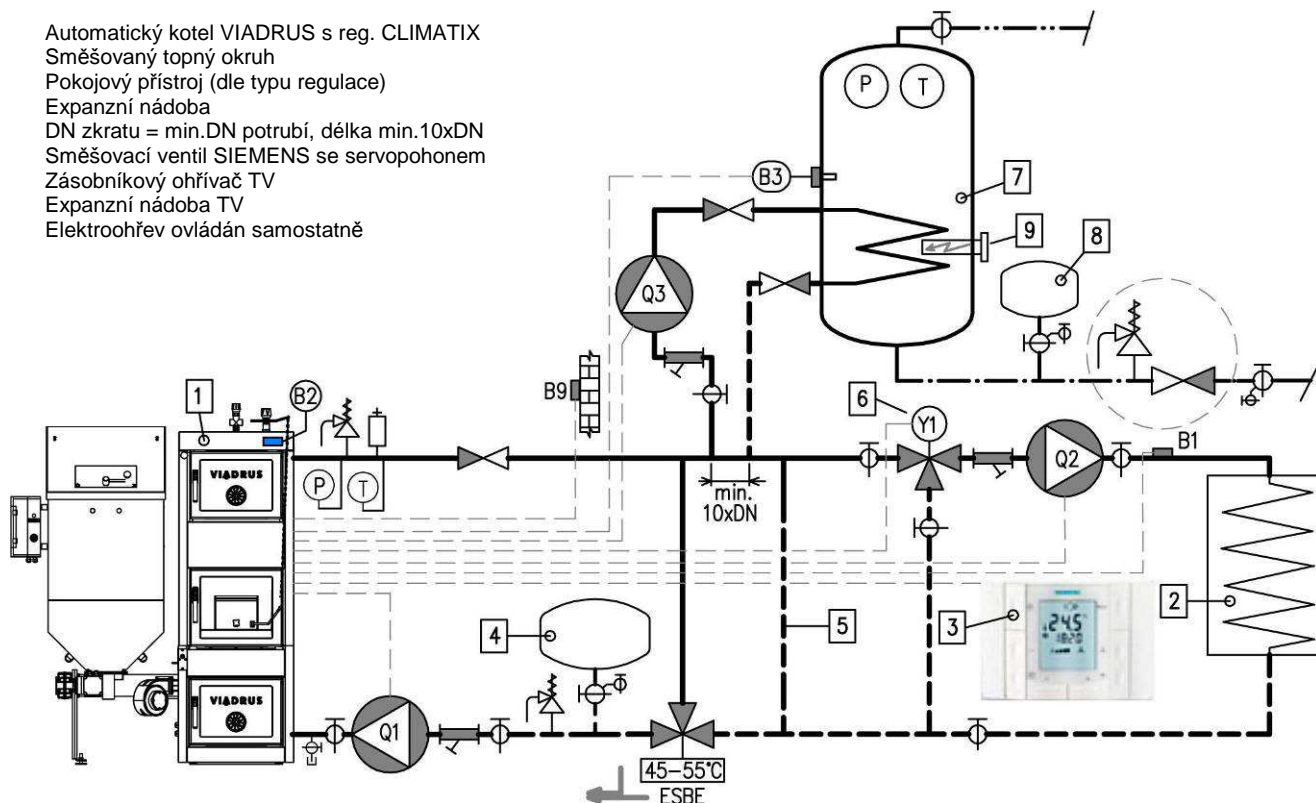 Automatický kotel VIADRUS s reg. CLIMATIX
Směšovaný topný okruh
Pokojový přístroj (dle typu regulace)
Expanzní nádoba
DN zkratu = min.DN potrubí, délka min.10xDN
Směšovací ventil SIEMENS se servopohonem
Zásobníkový ohřívač TV
Expanzní nádoba TV
Elektroohřev ovládán samostatně
P T
B3
7
9
8
Q3
B9
6
1
B2
Y1
B1
VIADRUS
P T
Q2
min.
10xDN
4
5
3
24.5
2
VIADRUS
Q1
45-55°C
ESBE